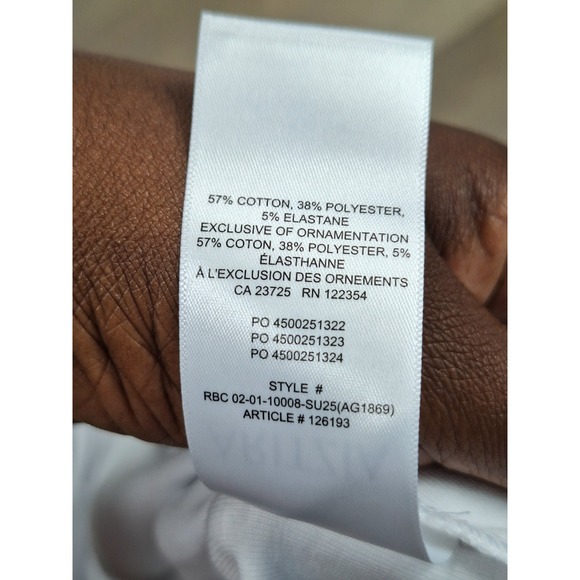 57% COTTON, 38% POLYESTER,
5% ELASTANE
EXCLUSIVE OF ORNAMENTATION
57% COTON, 38% POLYESTER, 5%
ÉLASTHANNE
À L'EXCLUSION DES ORNEMENTS
CA 23725 RN 122354
PO 4500251322
PO 4500251323
PO 4500251324
STYLE #
RBC 02-01-10008-SU25(AG1869)
ARTICLE # 126193
ARITZIA